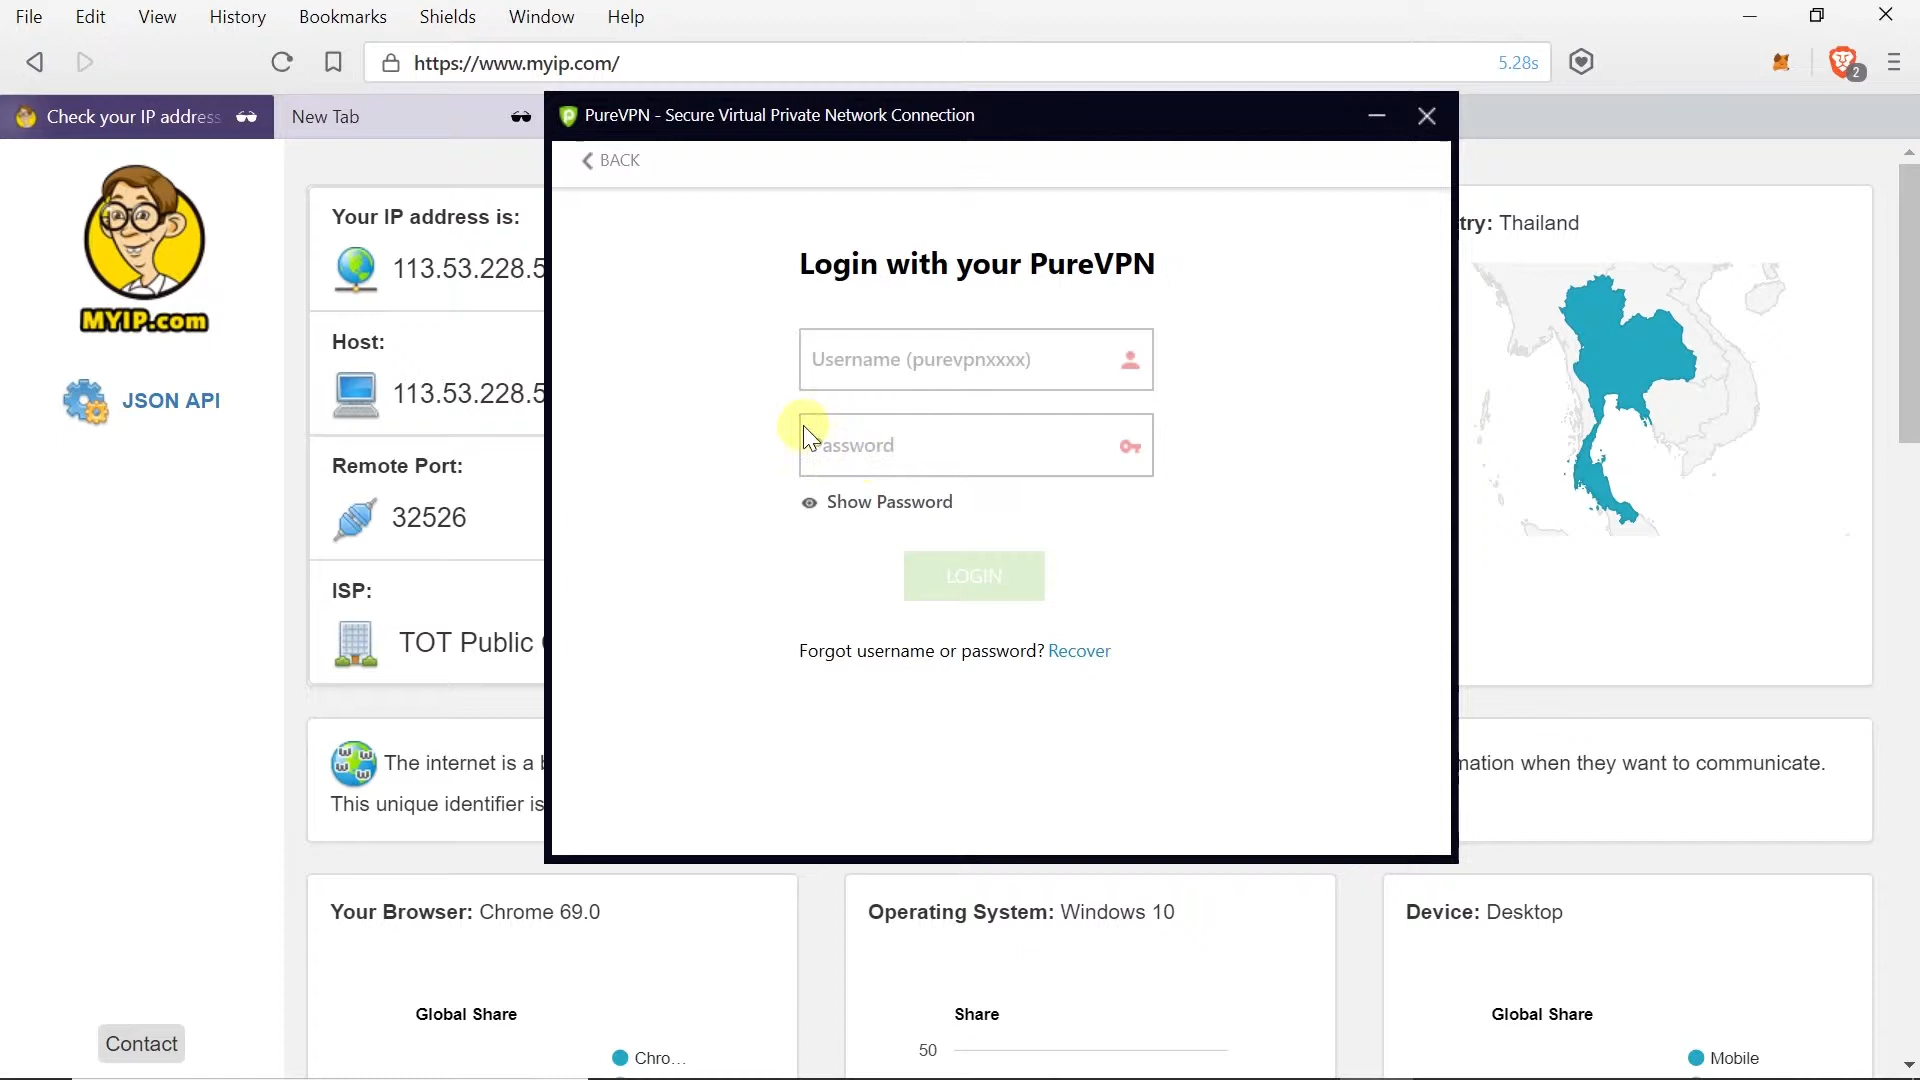 File Edit View History Bookmarks Shields Window Help
https://www.myip.com/ 5.28s
2
Check your IP address
New Tab
PureVPN - Secure Virtual Private Network Connection
BACK
MYIP.com
JSON API
Contact
Your IP address is:
113.53.228.5
Host:
113.53.228.5
Remote Port:
32526
ISP:
TOT Public
Login with your PureVPN
Username (purevpnxxxx)
Password
Show Password
LOGIN
Forgot username or password? Recover
try: Thailand
The internet is a
mation when they want to communicate.
This unique identifier is
Your Browser: Chrome 69.0
Global Share
Chro...
Operating System: Windows 10
Share
50
Device: Desktop
Global Share
Mobile